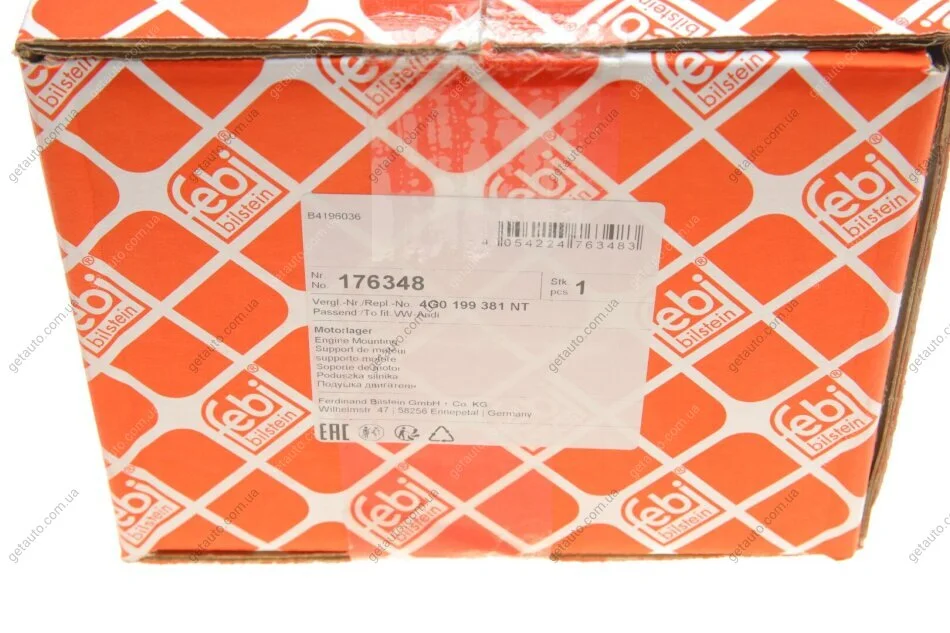 febi
bilstein
B4196036
4 054224 763483
Nr
No. 176348
Stk
pcs 1
Vergl.-Nr./Repl.-No. 4G0 199 381 NT
Passend /To fit. VW-Audi
Motorlager
Engine Mounting
Support de moteur
supporto motore
Soporte de motor
Poduszka silnika
Подушка двигателя
Ferdinand Bilstein GmbH + Co. KG
Wilhelmstr. 47 | 58256 Ennepetal | Germany
EAC
getauto.com.ua